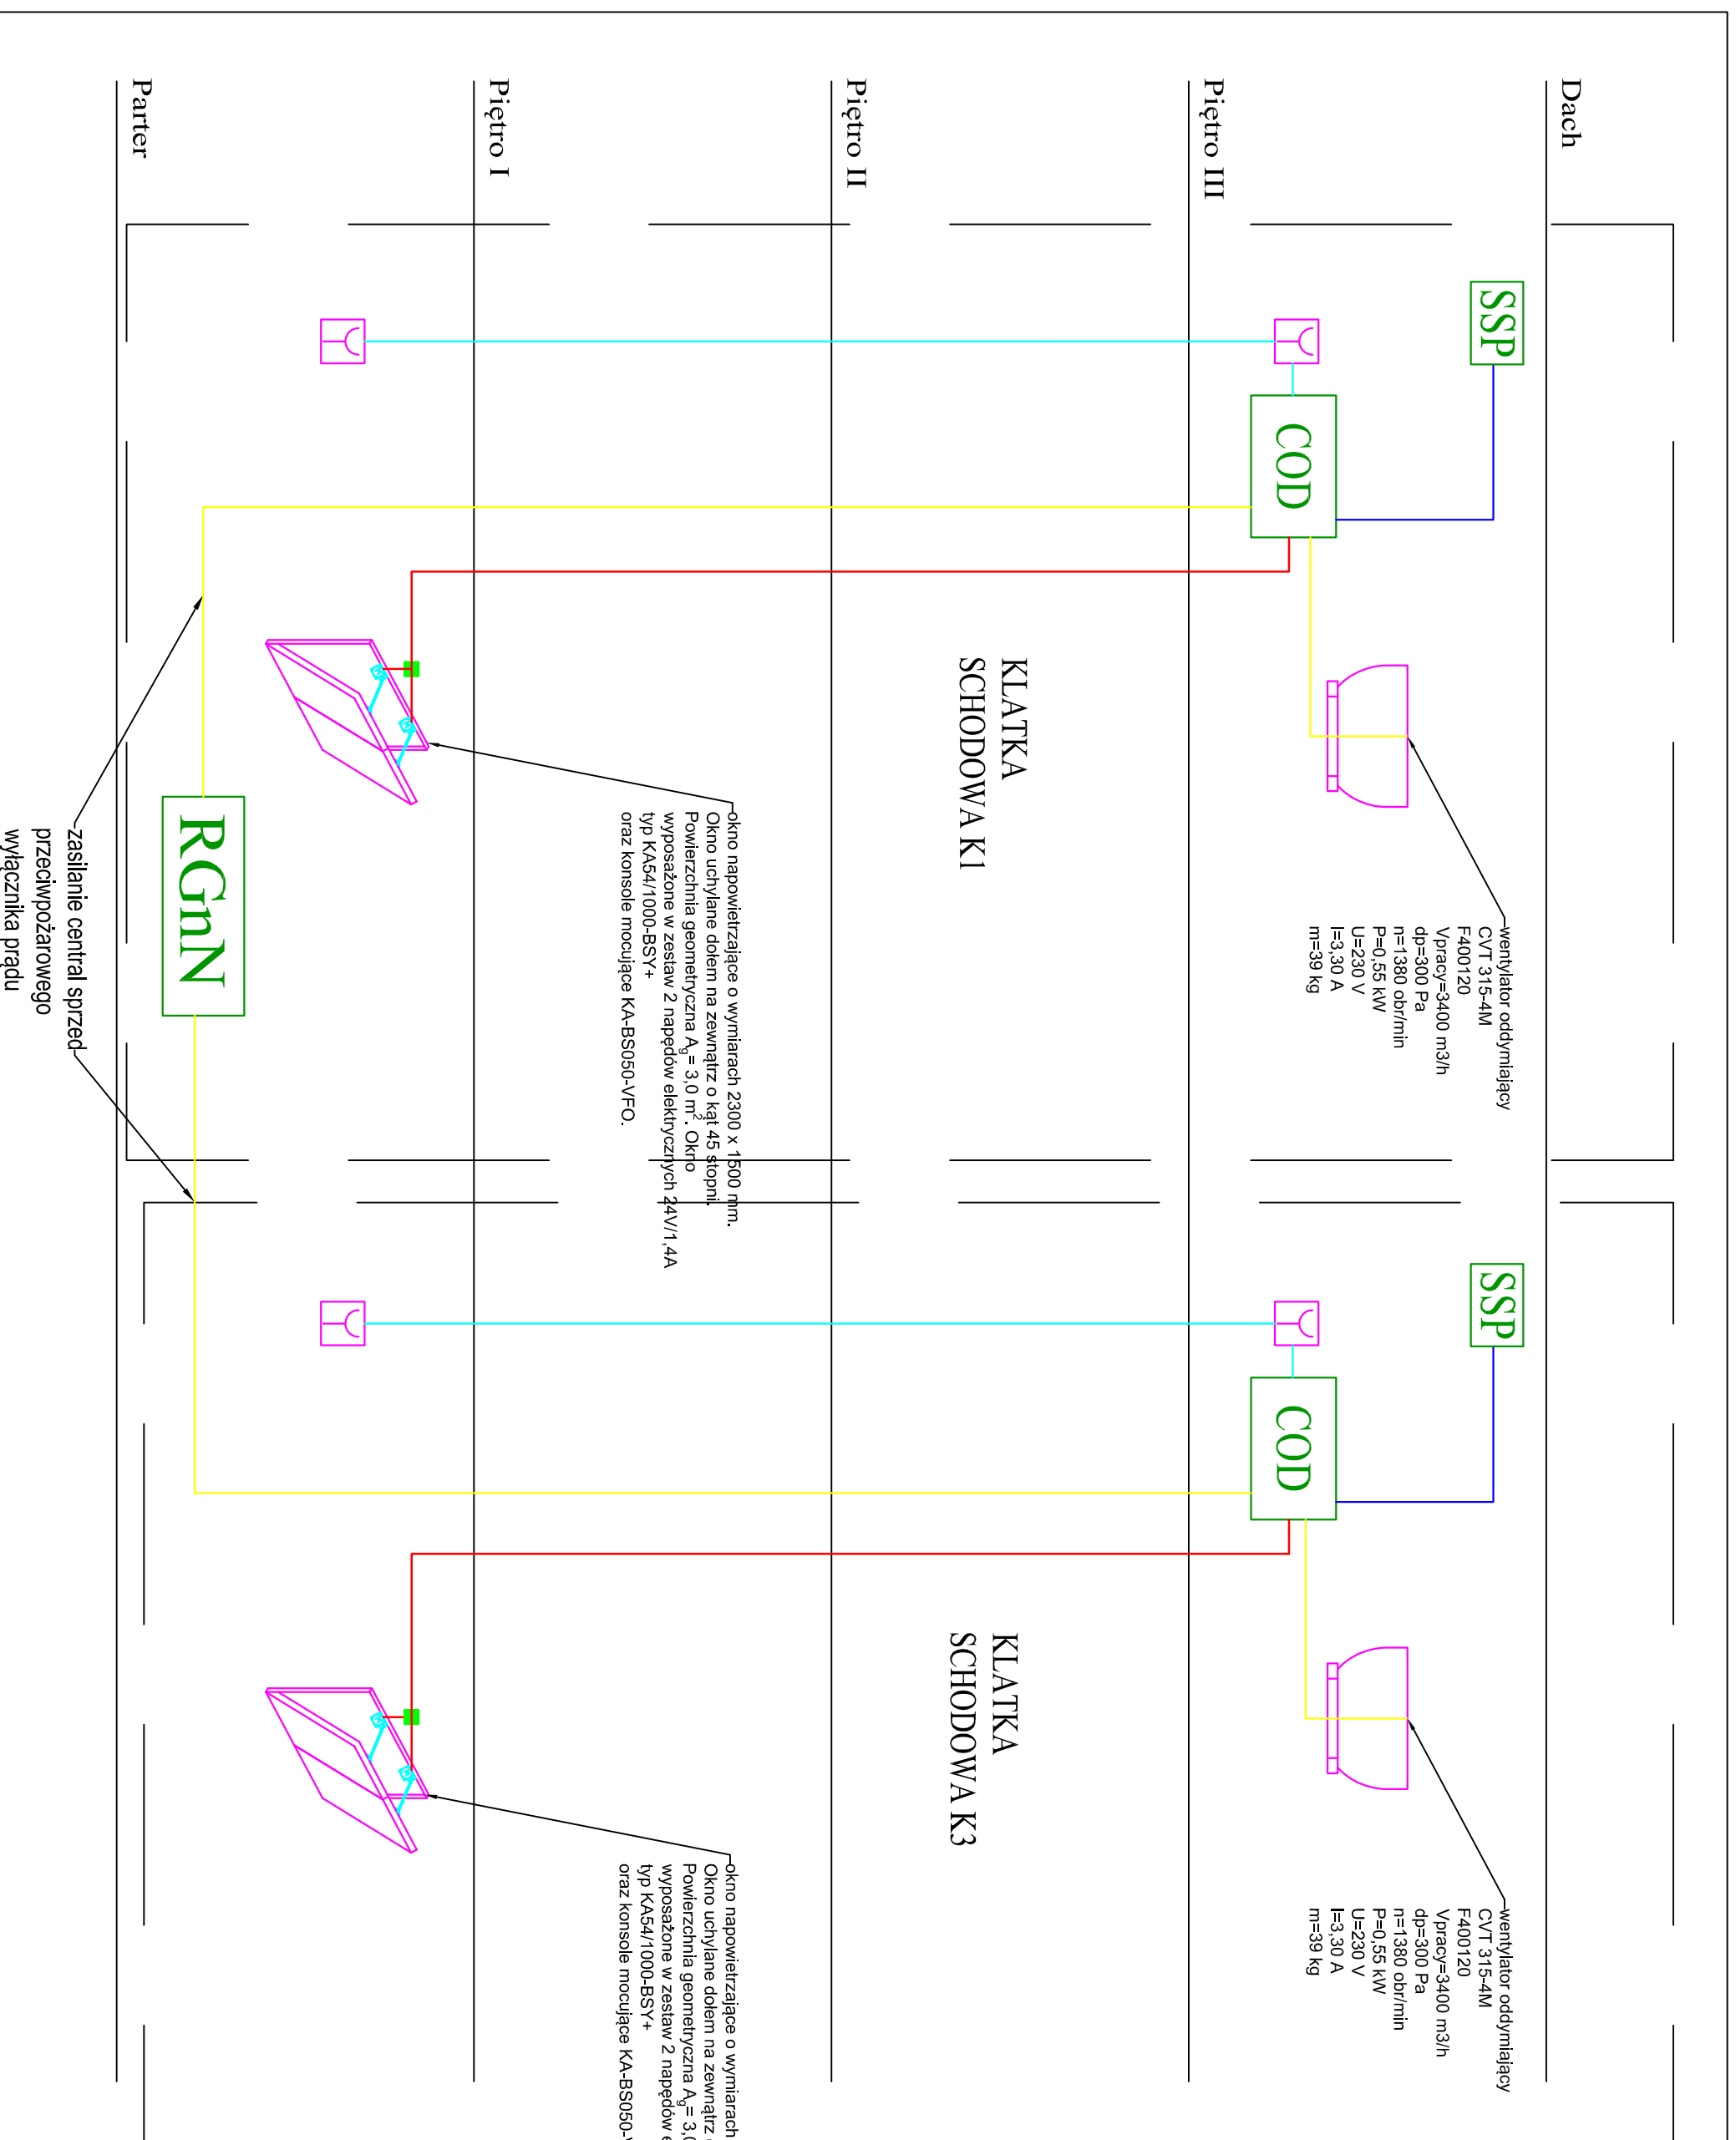 Dach
Piętro III
Piętro II
Piętro I
Parter
SSP
COD
wentylator oddymiający
CVT 315-4M
F400120
Vpracy=3400 m3/h
dp=300 Pa
n=1380 obr/min
P=0,55 kW
U=230 V
I=3,30 A
m=39 kg
KLATKA
SCHODOWA K1
okno napowietrzające o wymiarach 2300 x 1500 mm.
Okno uchylane dołem na zewnątrz o kąt 45 stopni.
Powierzchnia geometryczna Ag= 3,0 m². Okno
wyposażone w zestaw 2 napędów elektrycznych 24V/1,4A
typ KA54/1000-BSY+
oraz konsole mocujące KA-BS050-VFO.
RGnN
zasilanie central sprzed
przeciwpożarowego
wyłącznika prądu
SSP
COD
wentylator oddymiający
CVT 315-4M
F400120
Vpracy=3400 m3/h
dp=300 Pa
n=1380 obr/min
P=0,55 kW
U=230 V
I=3,30 A
m=39 kg
KLATKA
SCHODOWA K3
okno napowietrzające o wymiarach
Okno uchylane dołem na zewnątrz
Powierzchnia geometryczna Ag= 3,
wyposażone w zestaw 2 napędów
typ KA54/1000-BSY+
oraz konsole mocujące KA-BS050-